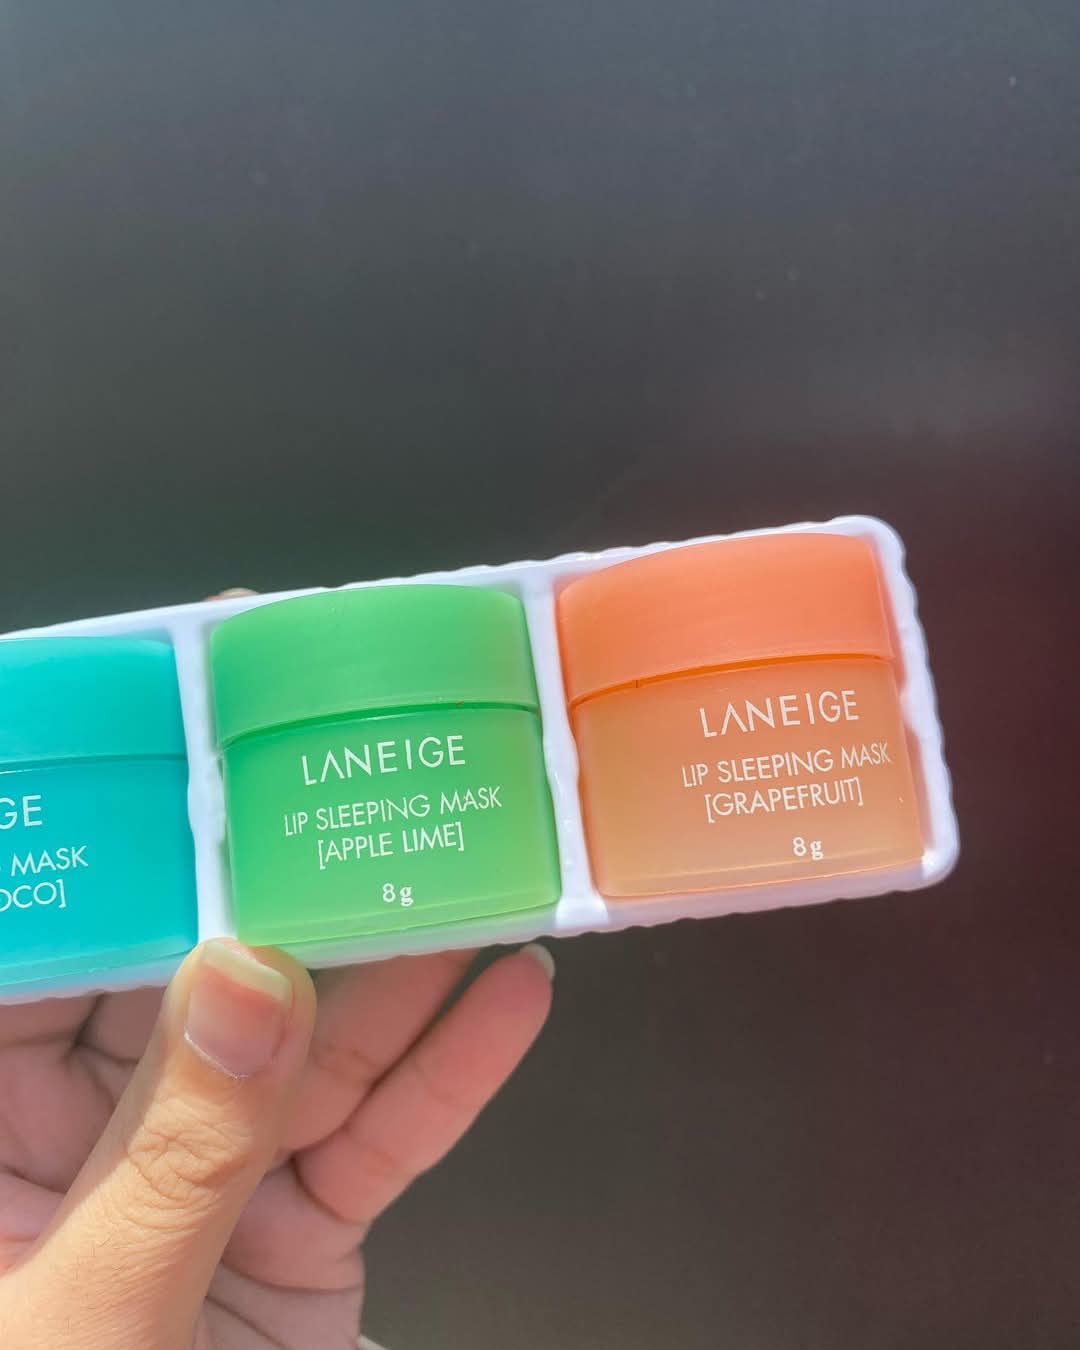 GE
MASK
OCO]
LANEIGE
LIP SLEEPING MASK
[APPLE LIME]
8g
LANEIGE
LIP SLEEPING MASK
[GRAPEFRUIT]
8g